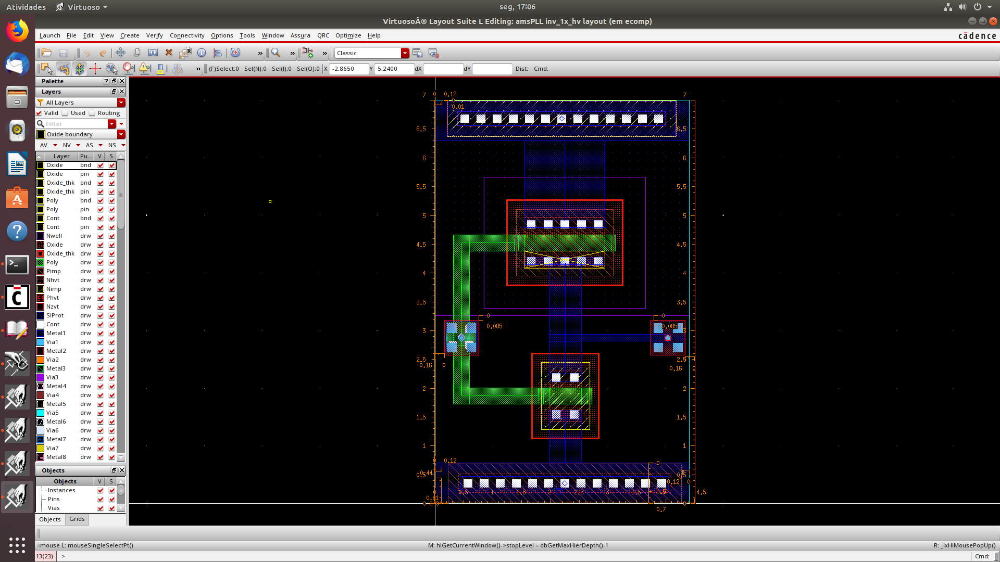 Atividades
Virtuoso
seg, 17:06
VirtuosoÂ® Layout Suite L Editing: amsPLL inv_1x_hv layout (em ecomp)
Launch File Edit View Create Verify Connectivity Options Tools Window Assura QRC Optimize Help
cādence
» » » Classic
» (F)Select:0 Sel(N):0 Sel(I):0 Sel(O):0 X -2.8650 Y 5.2400 dX dY Dist: Cmd:
Palette
Layers
All Layers
Valid Used Routing
Filter
Oxide boundary
AV NV AS NS
Layer Pu... V S
Oxide bnd
Oxide pin
Oxide_thk bnd
Oxide_thk pin
Poly bnd
Poly pin
Cont bnd
Cont pin
Nwell drw
Oxide drw
Oxide_thk drw
Poly drw
Pimp drw
Nhvt drw
Nimp drw
Phvt drw
Nzvt drw
SiProt drw
Cont drw
Metal1 drw
Via1 drw
Metal2 drw
Via2 drw
Metal3 drw
Via3 drw
Metal4 drw
Via4 drw
Metal5 drw
Via5 drw
Metal6 drw
Via6 drw
Metal7 drw
Via7 drw
Metal8 drw
Objects
Objects V S
Instances
Pins
Vias
Objects Grids
7 0 0.12 7
0
0.01
6.5 6.5
6 6
5.5 5.5
5 5
4.5 4.5
4 4
3.5 3.5
0 0
0.085 0.085
3 3
2.5 2.5
0.16 0 0.16 0
2 2
1.5 1.5
1 1
0 0.12 0
0.44
0.5 0.5
0.12 0
0 0.5 1 2 2.5 3 3.5 0.5 4.5
0.01
0 0
0.7
mouse L: mouseSingleSelectPt()
M: hiGetCurrentWindow()->stopLevel = dbGetMaxHierDepth()-1
R: _lxHiMousePopUp()
13(23) >
Cmd: